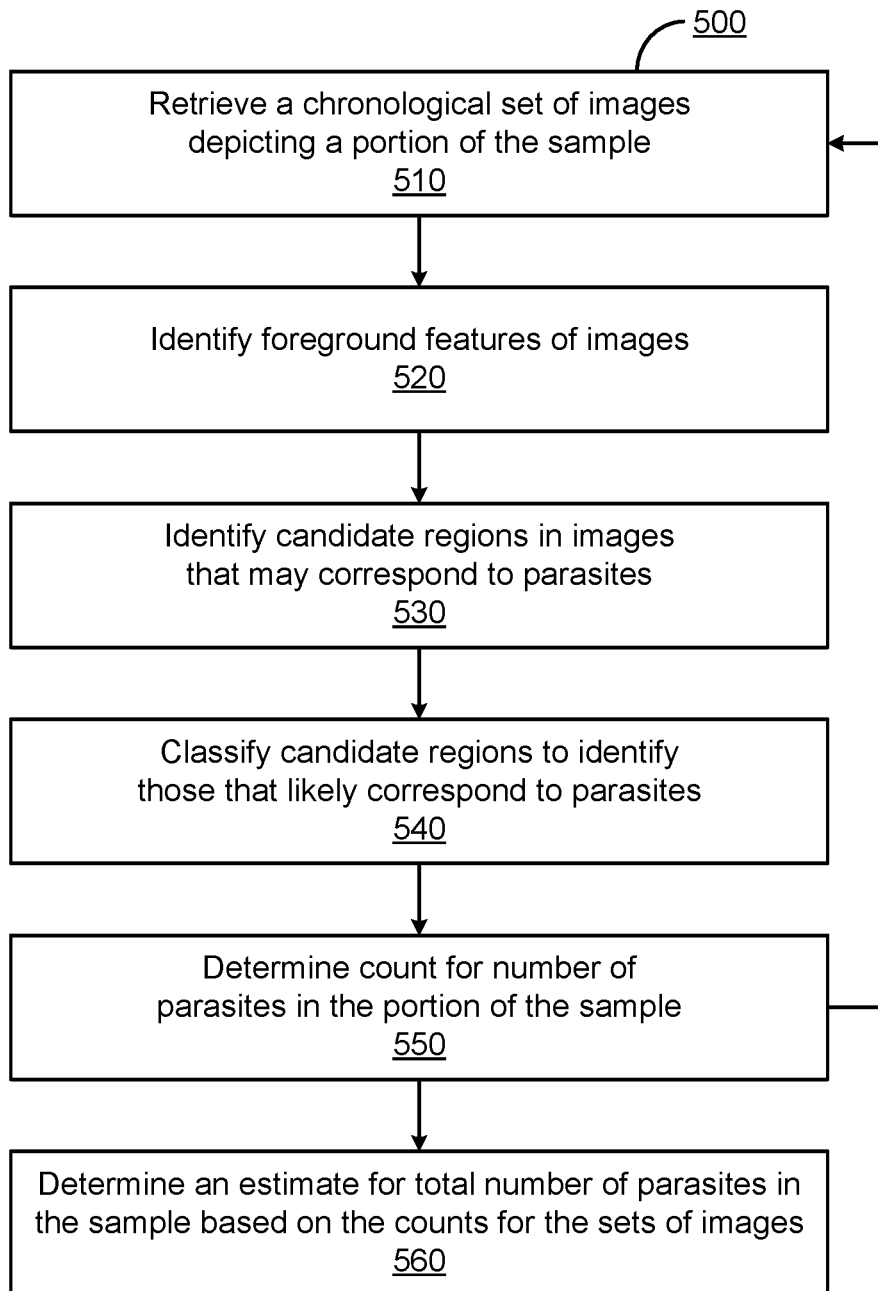 500
Retrieve a chronological set of images
depicting a portion of the sample
510
Identify foreground features of images
520
Identify candidate regions in images
that may correspond to parasites
530
Classify candidate regions to identify
those that likely correspond to parasites
540
Determine count for number of
parasites in the portion of the sample
550
Determine an estimate for total number of parasites in
the sample based on the counts for the sets of images
560